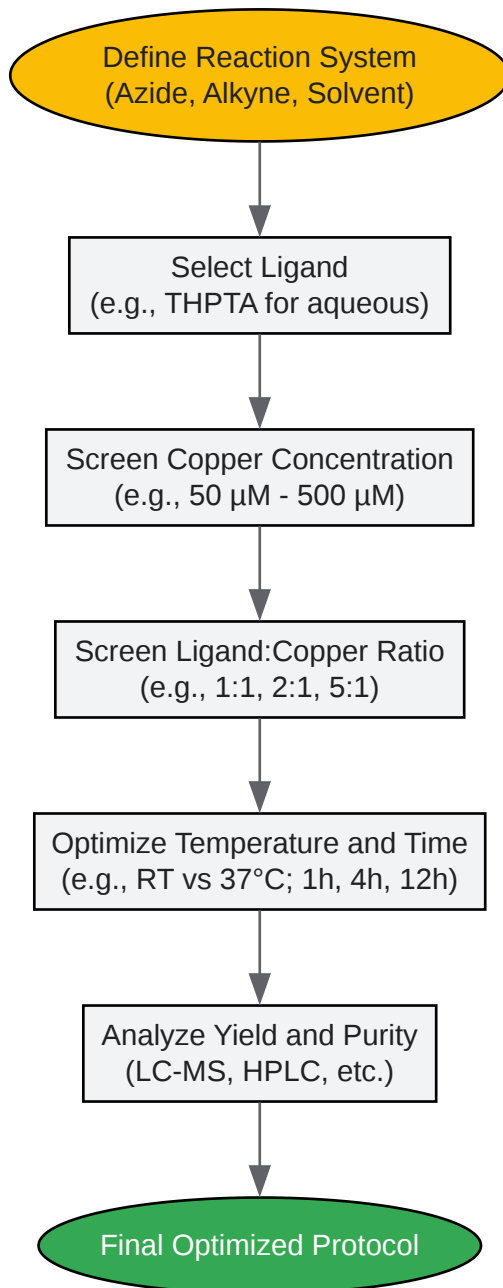 Define Reaction System
(Azide, Alkyne, Solvent)
Select Ligand
(e.g., THPTA for aqueous)
Screen Copper Concentration
(e.g., 50 µM - 500 µM)
Screen Ligand:Copper Ratio
(e.g., 1:1, 2:1, 5:1)
Optimize Temperature and Time
(e.g., RT vs 37°C; 1h, 4h, 12h)
Analyze Yield and Purity
(LC-MS, HPLC, etc.)
Final Optimized Protocol